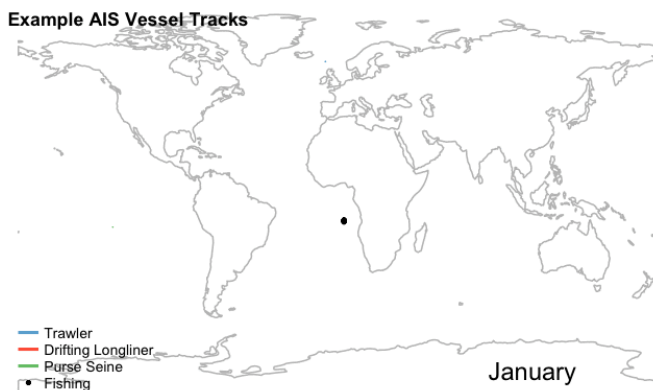 Example AIS Vessel Tracks
Trawler
Drifting Longliner
Purse Seine
Fishing
January